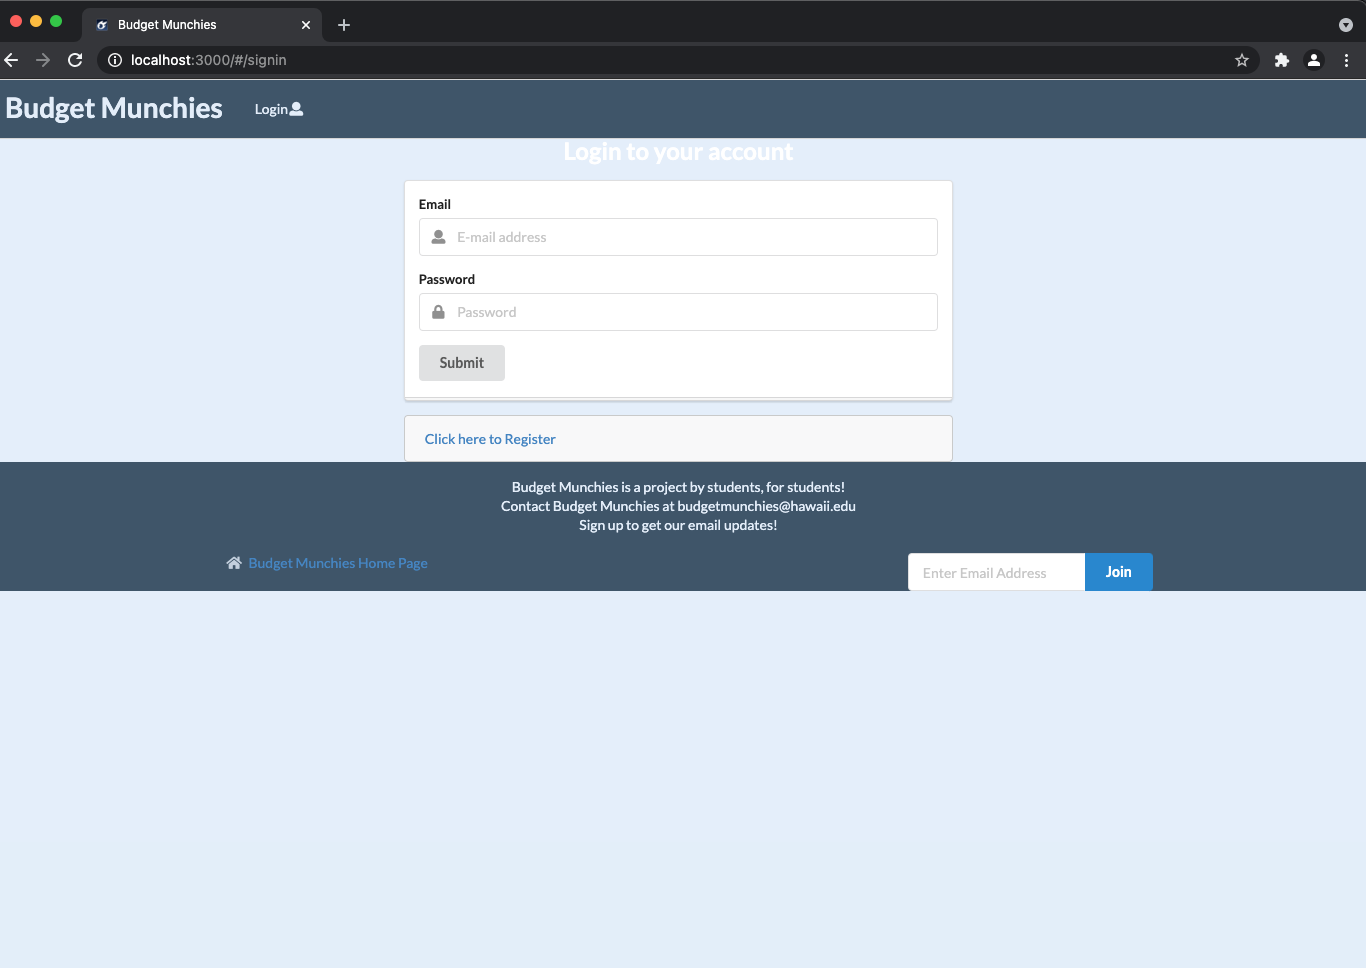 Budget Munchies
localhost:3000/#/signin
Budget Munchies
Login
Login to your account
Email
E-mail address
Password
Password
Submit
Click here to Register
Budget Munchies is a project by students, for students!
Contact Budget Munchies at budgetmunchies@hawaii.edu
Sign up to get our email updates!
Budget Munchies Home Page
Enter Email Address
Join